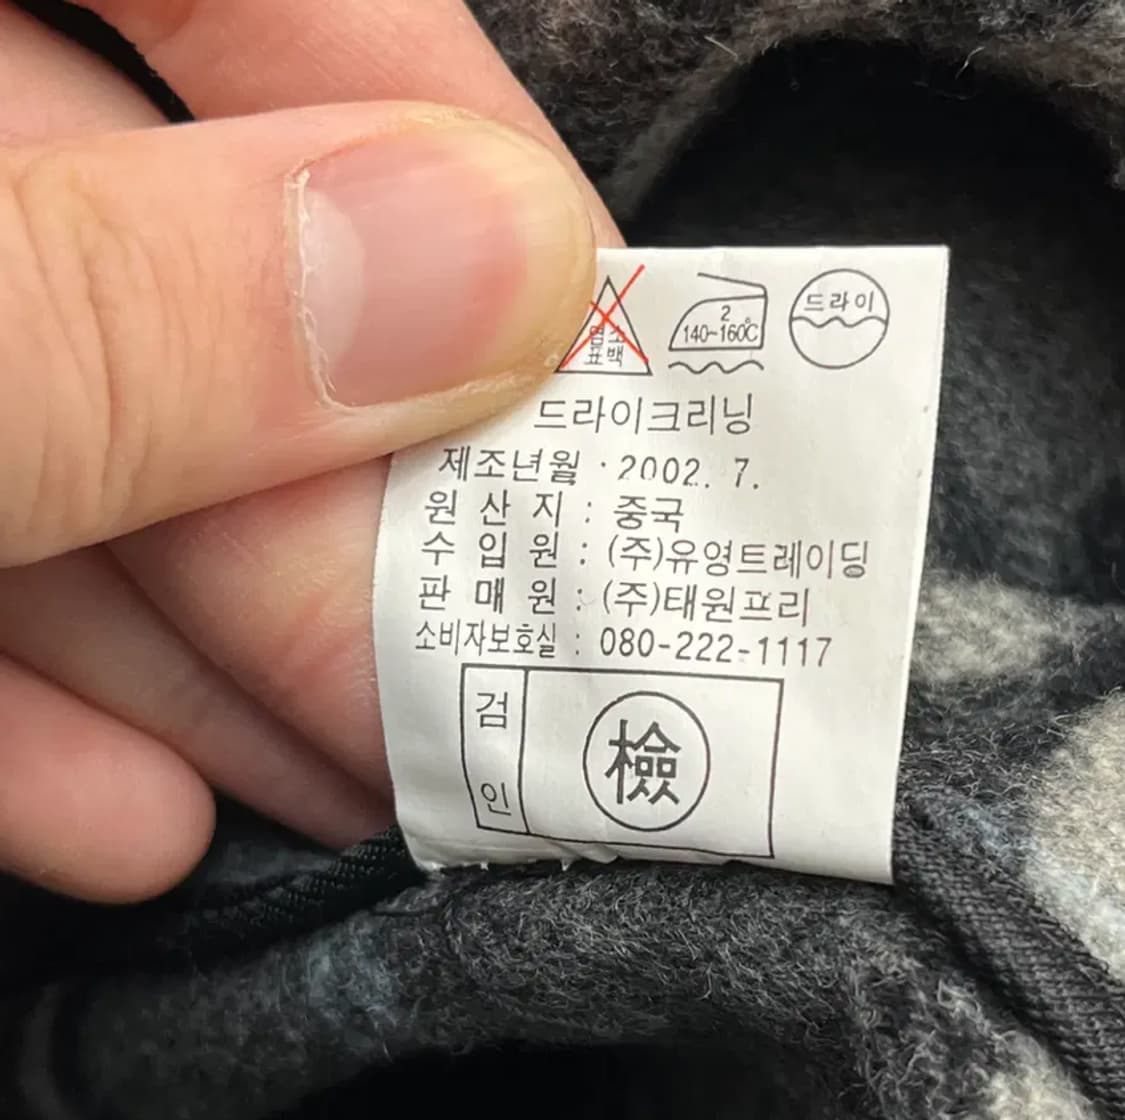 염소
표백
2
140~160℃
드라이
드라이크리닝
제조년월 · 2002. 7.
원 산 지 : 중국
수 입 원 : (주)유영트레이딩
판 매 원 : (주)태원프리
소비자보호실 : 080-222-1117
검
인
檢